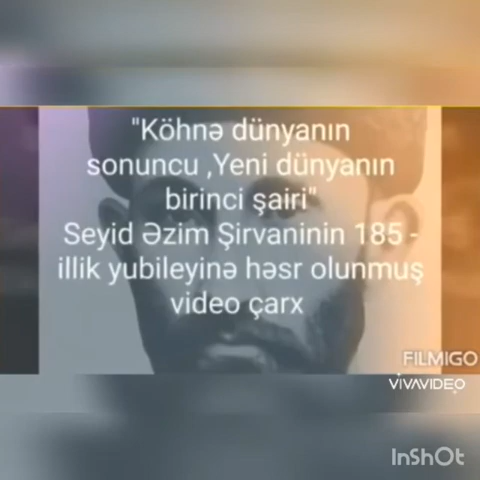 "Köhnə dünyanın
sonuncu ,Yeni dünyanın
birinci şairi"
Seyid Əzim Şirvaninin 185 -
illik yubileyinə həsr olunmuş
video çarx
FILMIGO
VIVAVIDEO
InShOt